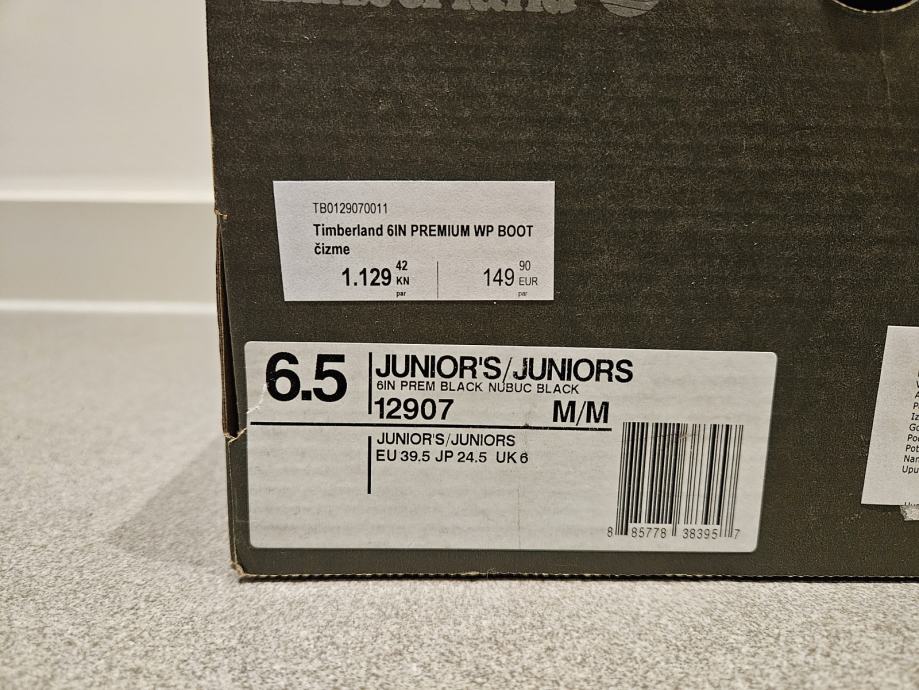 Timberland
TB0129070011
Timberland 6IN PREMIUM WP BOOT
čizme
1.129 42 KN par 149 90 EUR par
6.5 JUNIOR'S/JUNIORS
6IN PREM BLACK NUBUC BLACK
12907 M/M
JUNIOR'S/JUNIORS
EU 39.5 JP 24.5 UK 6
8 85778 38395 7